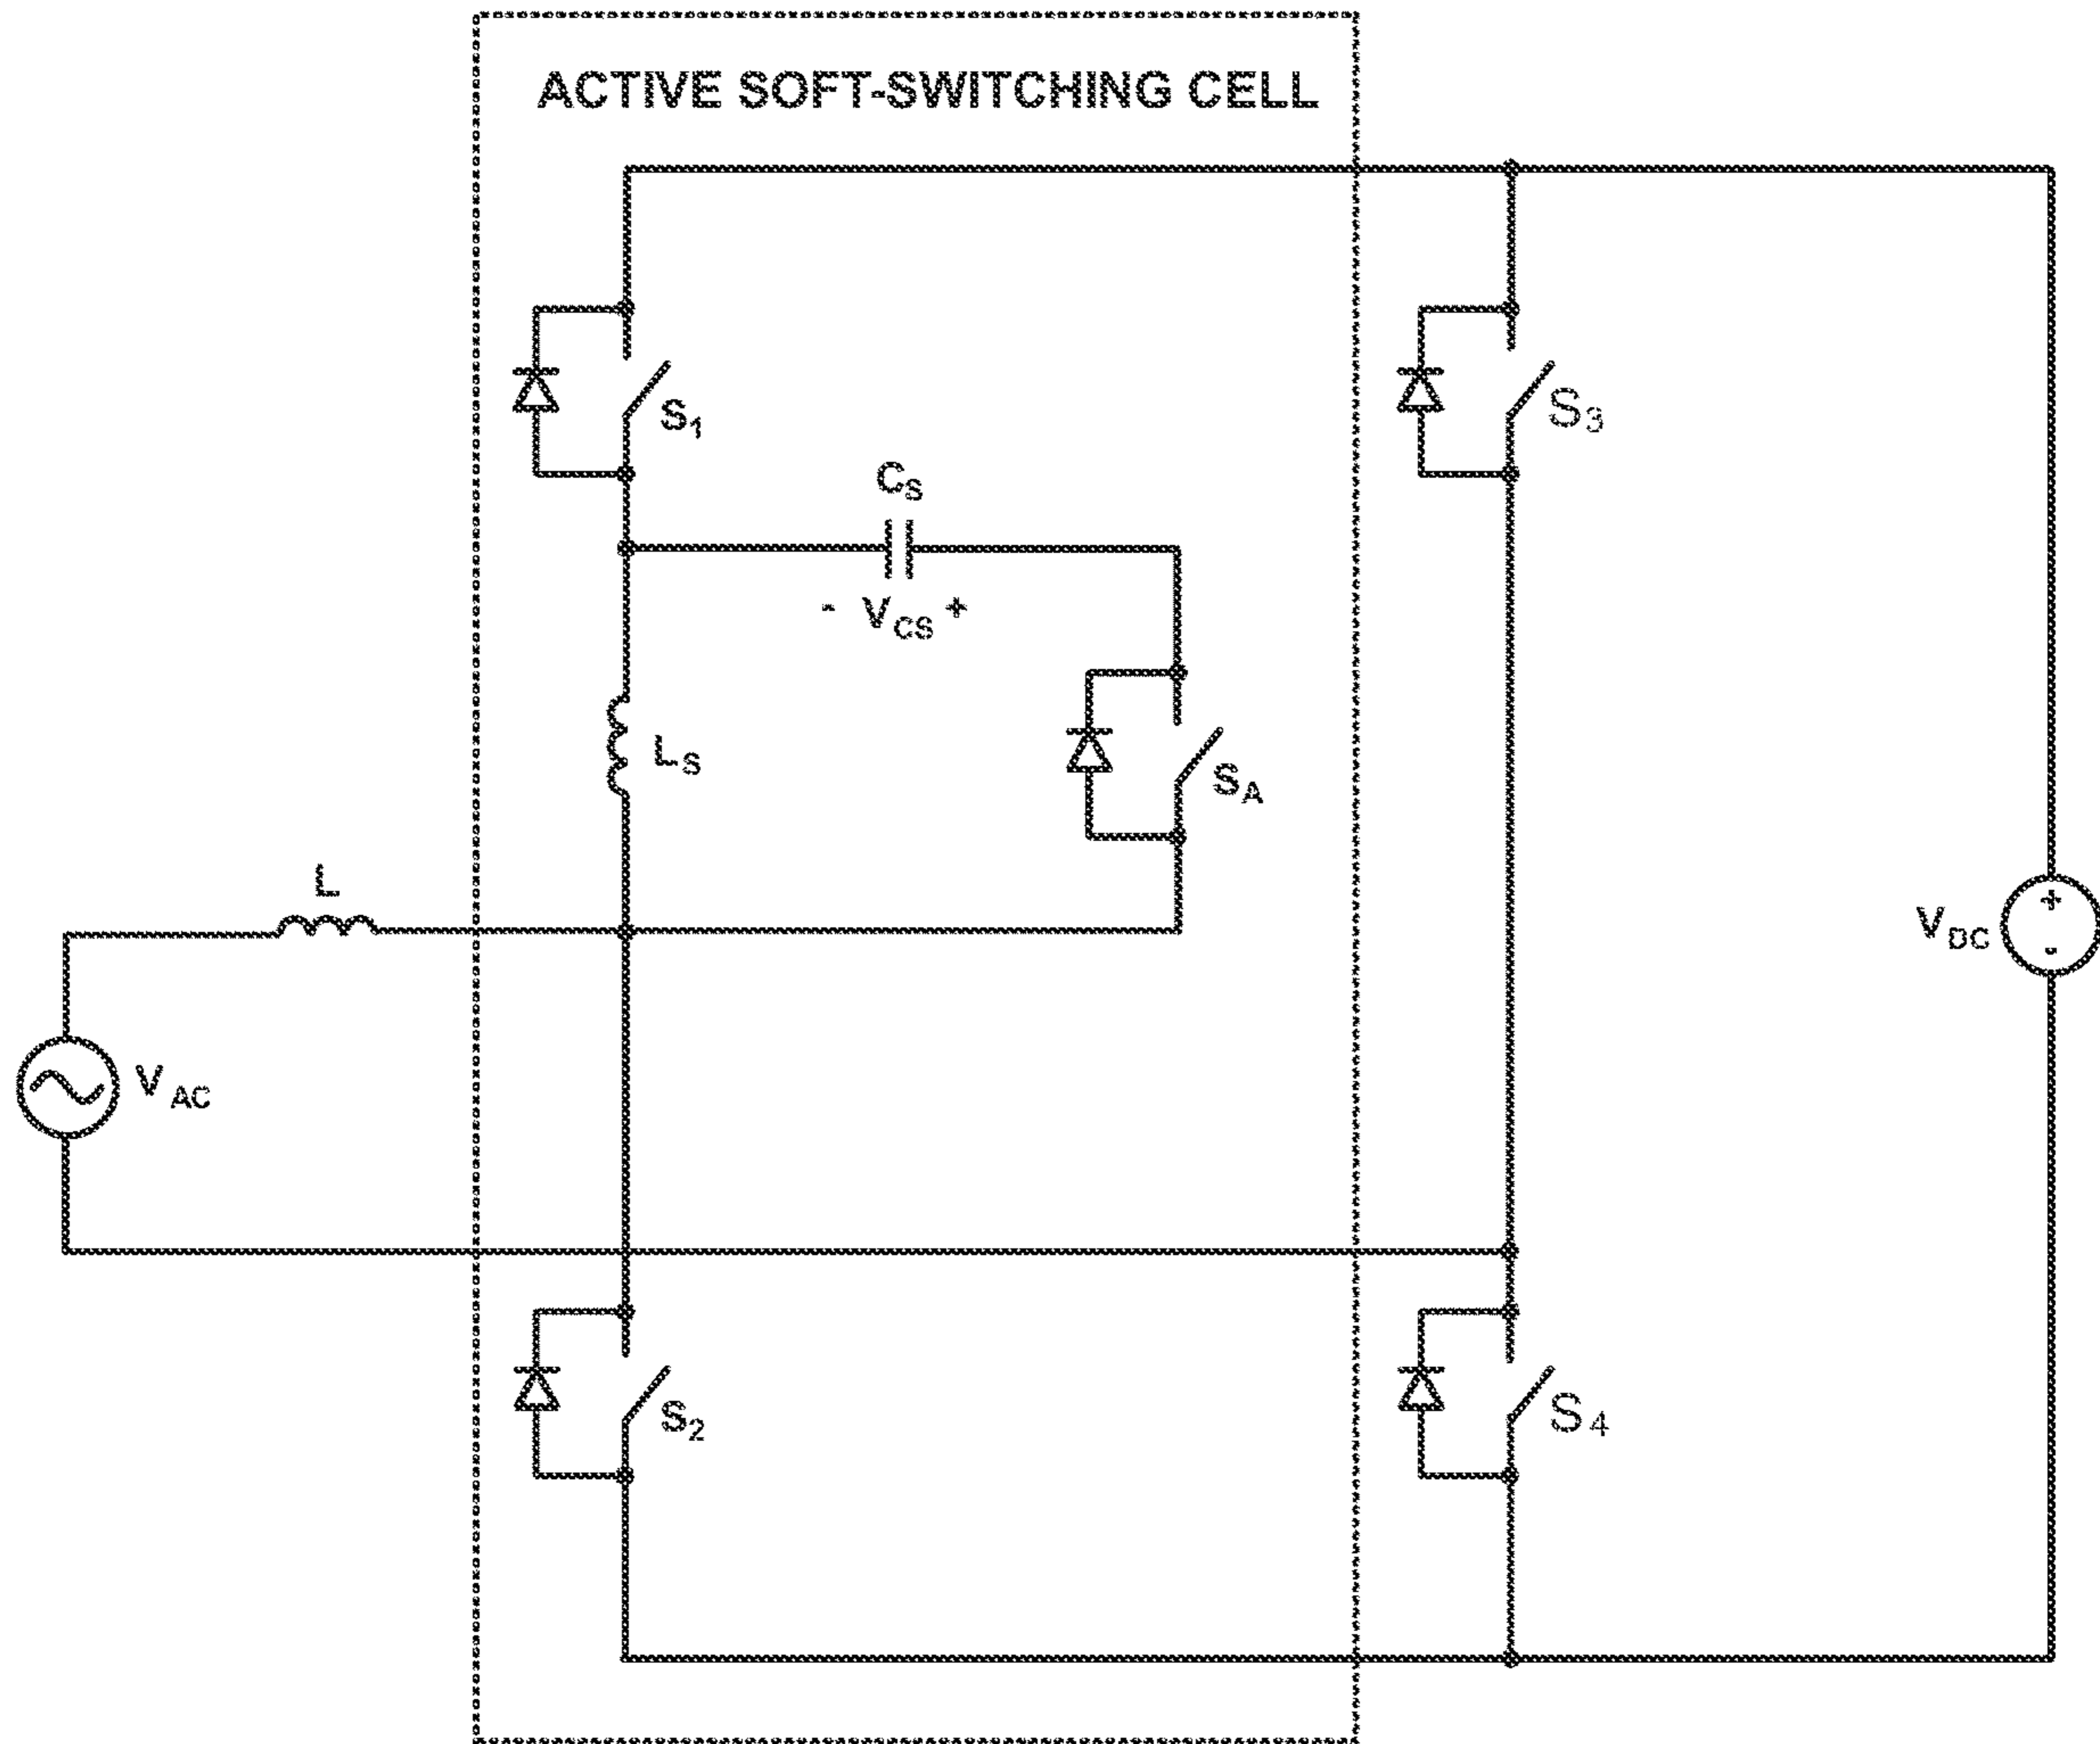 ACTIVE SOFT-SWITCHING CELL
S1
S3
CS
- VCS +
LS
SA
L
VDC
+
-
VAC
S2
S4